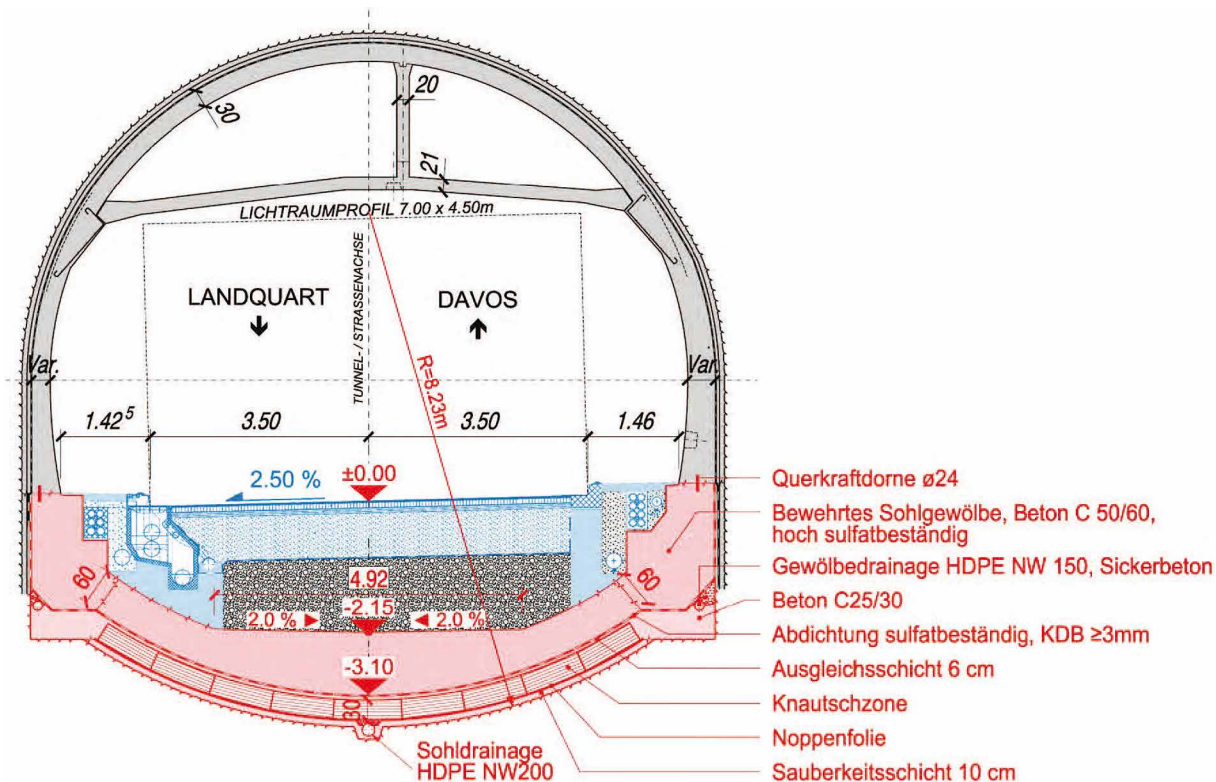 20
30
21
LICHTRAUMPROFIL 7.00 x 4.50m
TUNNEL- / STRASSENACHSE
LANDQUART
DAVOS
R=8.23m
Var.
Var.
1.42⁵
3.50
3.50
1.46
2.50 %
±0.00
60
4.92
60
2.0 %
-2.15
2.0 %
-3.10
30
Sohldrainage
HDPE NW200
Querkraftdorne ø24
Bewehrtes Sohlgewölbe, Beton C 50/60,
hoch sulfatbeständig
Gewölbedrainage HDPE NW 150, Sickerbeton
Beton C25/30
Abdichtung sulfatbeständig, KDB ≥3mm
Ausgleichsschicht 6 cm
Knautschzone
Noppenfolie
Sauberkeitsschicht 10 cm